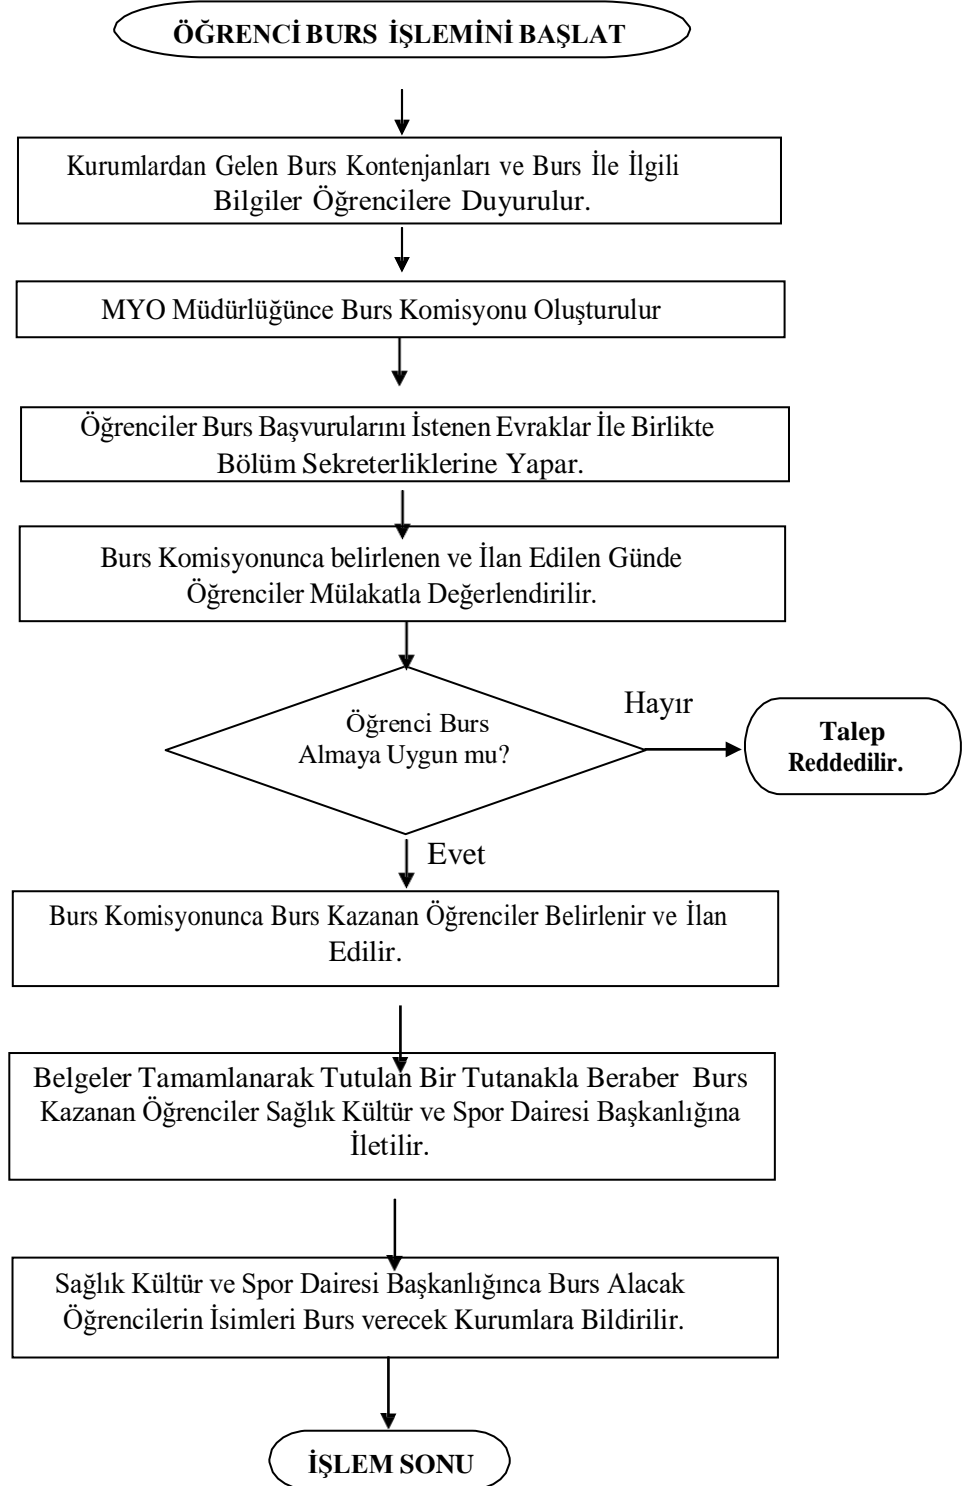 ÖĞRENCİ BURS İŞLEMİNİ BAŞLAT
Kurumlardan Gelen Burs Kontenjanları ve Burs İle İlgili
Bilgiler Öğrencilere Duyurulur.
MYO Müdürlüğünce Burs Komisyonu Oluşturulur
Öğrenciler Burs Başvurularını İstenen Evraklar İle Birlikte
Bölüm Sekreterliklerine Yapar.
Burs Komisyonunca belirlenen ve İlan Edilen Günde
Öğrenciler Mülakatla Değerlendirilir.
Öğrenci Burs
Almaya Uygun mu?
Hayır
Talep
Reddedilir.
Evet
Burs Komisyonunca Burs Kazanan Öğrenciler Belirlenir ve İlan
Edilir.
Belgeler Tamamlanarak Tutulan Bir Tutanakla Beraber Burs
Kazanan Öğrenciler Sağlık Kültür ve Spor Dairesi Başkanlığına
İletilir.
Sağlık Kültür ve Spor Dairesi Başkanlığınca Burs Alacak
Öğrencilerin İsimleri Burs verecek Kurumlara Bildirilir.
İŞLEM SONU